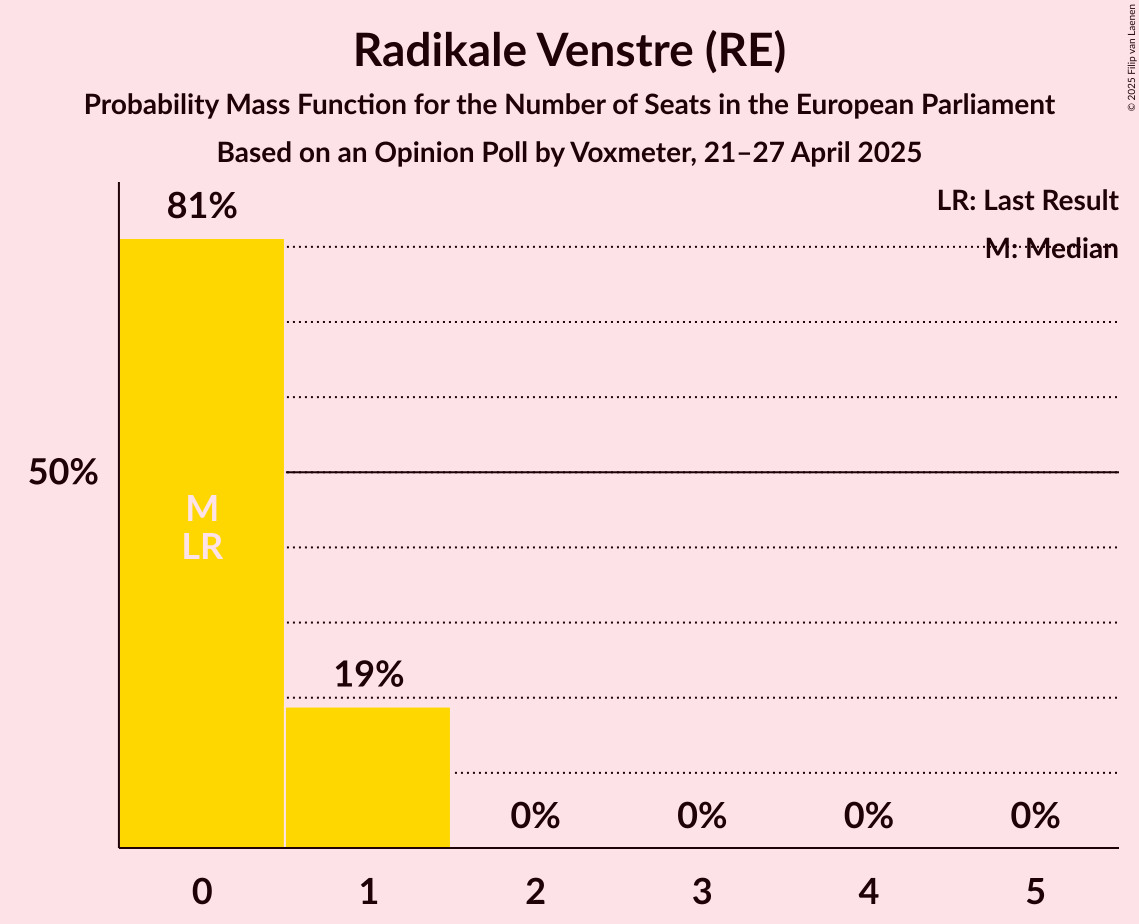 Radikale Venstre (RE)
Probability Mass Function for the Number of Seats in the European Parliament
Based on an Opinion Poll by Voxmeter, 21–27 April 2025
© 2025 Filip van Laenen
LR: Last Result
M: Median
81%
50%
M
LR
19%
0%
0%
0%
0%
0
1
2
3
4
5